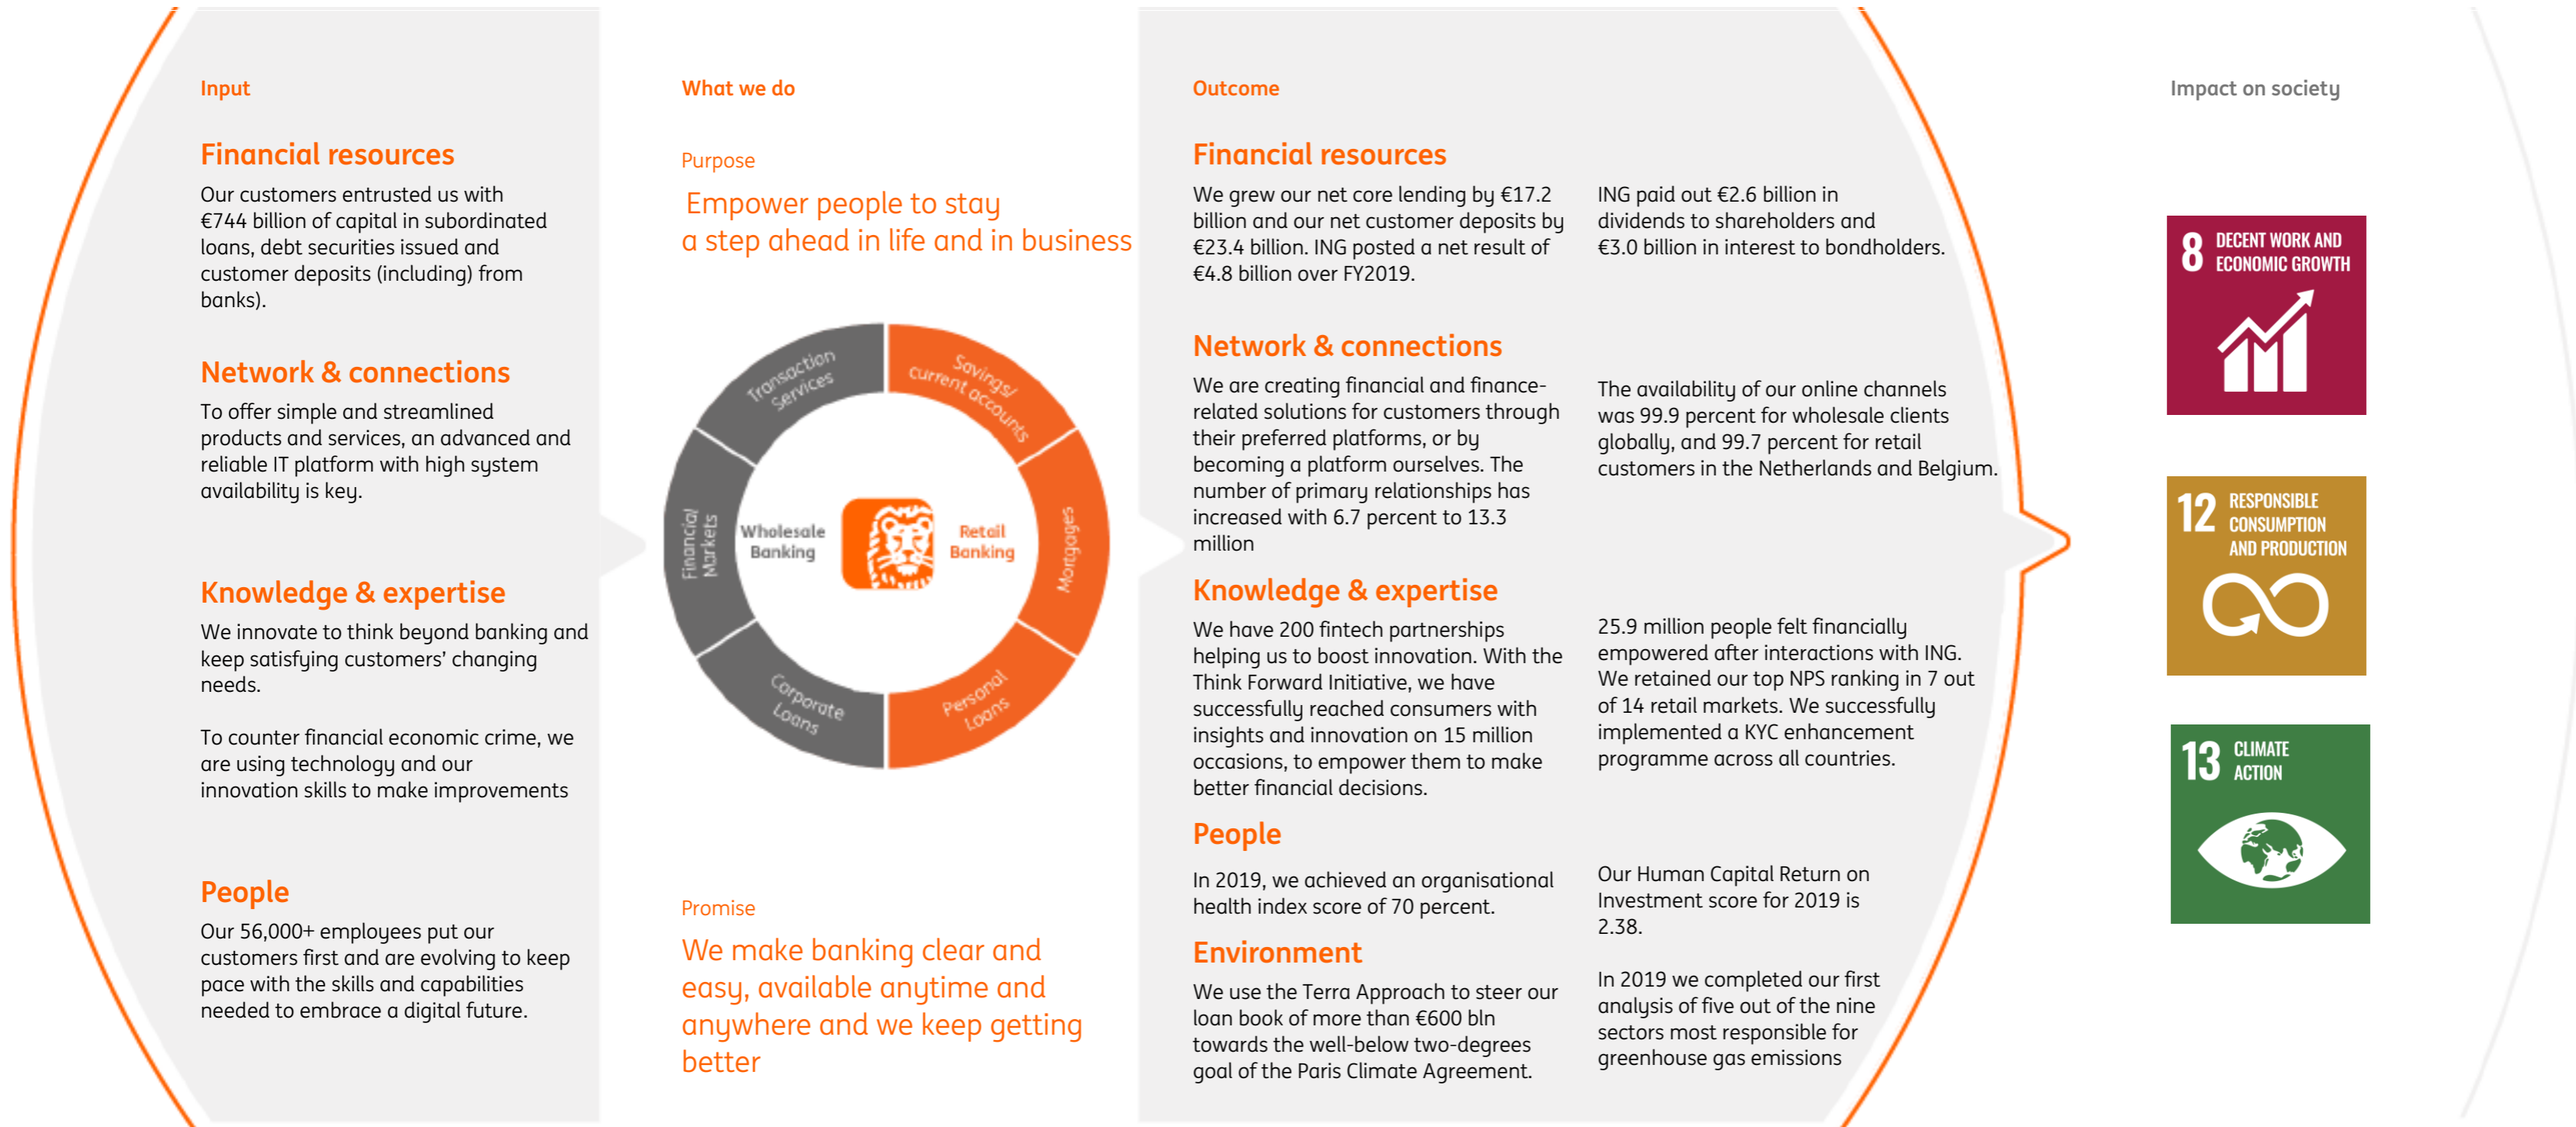 Input
Financial resources
Our customers entrusted us with
€744 billion of capital in subordinated
loans, debt securities issued and
customer deposits (including) from
banks).
Network & connections
To offer simple and streamlined
products and services, an advanced and
reliable IT platform with high system
availability is key.
Knowledge & expertise
We innovate to think beyond banking and
keep satisfying customers’ changing
needs.
To counter financial economic crime, we
are using technology and our
innovation skills to make improvements
People
Our 56,000+ employees put our
customers first and are evolving to keep
pace with the skills and capabilities
needed to embrace a digital future.
What we do
Purpose
Empower people to stay
a step ahead in life and in business
Transaction
Services
Savings/
current accounts
Financial
Markets
Wholesale
Banking
Retail
Banking
Mortgages
Corporate
Loans
Personal
Loans
Promise
We make banking clear and
easy, available anytime and
anywhere and we keep getting
better
Outcome
Financial resources
We grew our net core lending by €17.2
billion and our net customer deposits by
€23.4 billion. ING posted a net result of
€4.8 billion over FY2019.
ING paid out €2.6 billion in
dividends to shareholders and
€3.0 billion in interest to bondholders.
Network & connections
We are creating financial and finance-
related solutions for customers through
their preferred platforms, or by
becoming a platform ourselves. The
number of primary relationships has
increased with 6.7 percent to 13.3
million
The availability of our online channels
was 99.9 percent for wholesale clients
globally, and 99.7 percent for retail
customers in the Netherlands and Belgium.
Knowledge & expertise
We have 200 fintech partnerships
helping us to boost innovation. With the
Think Forward Initiative, we have
successfully reached consumers with
insights and innovation on 15 million
occasions, to empower them to make
better financial decisions.
25.9 million people felt financially
empowered after interactions with ING.
We retained our top NPS ranking in 7 out
of 14 retail markets. We successfully
implemented a KYC enhancement
programme across all countries.
People
In 2019, we achieved an organisational
health index score of 70 percent.
Our Human Capital Return on
Investment score for 2019 is
2.38.
Environment
We use the Terra Approach to steer our
loan book of more than €600 bln
towards the well-below two-degrees
goal of the Paris Climate Agreement.
In 2019 we completed our first
analysis of five out of the nine
sectors most responsible for
greenhouse gas emissions
Impact on society
8 DECENT WORK AND
ECONOMIC GROWTH
12 RESPONSIBLE
CONSUMPTION
AND PRODUCTION
13 CLIMATE
ACTION